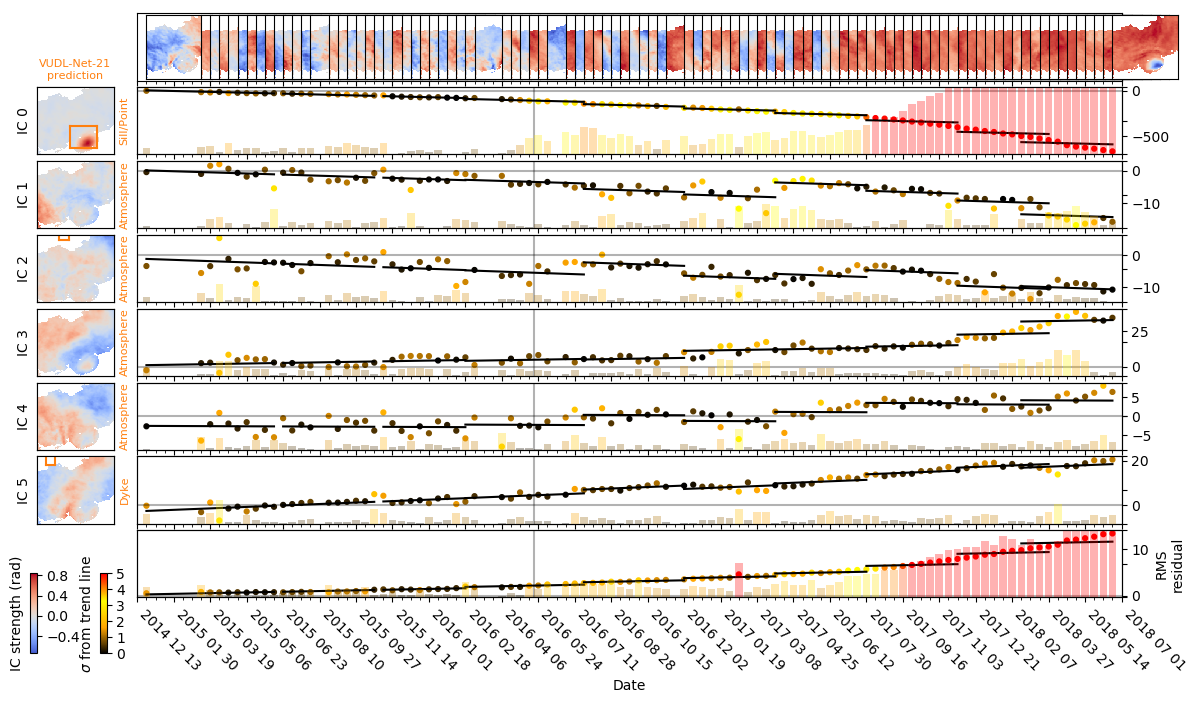 VUDL-Net-21
prediction
IC 0
Sill/Point
0
−500
IC 1
Atmosphere
0
−10
IC 2
Atmosphere
0
−10
IC 3
Atmosphere
25
0
IC 4
Atmosphere
5
0
−5
IC 5
Dyke
20
0
10
0
RMS
residual
IC strength (rad)
0.8
0.4
0.0
−0.4
σ from trend line
5
4
3
2
1
0
2014 12 13
2015 01 30
2015 03 19
2015 05 06
2015 06 23
2015 08 10
2015 09 27
2015 11 14
2016 01 01
2016 02 18
2016 04 06
2016 05 24
2016 07 11
2016 08 28
2016 10 15
2016 12 02
2017 01 19
2017 03 08
2017 04 25
2017 06 12
2017 07 30
2017 09 16
2017 11 03
2017 12 21
2018 02 07
2018 03 27
2018 05 14
2018 07 01
Date